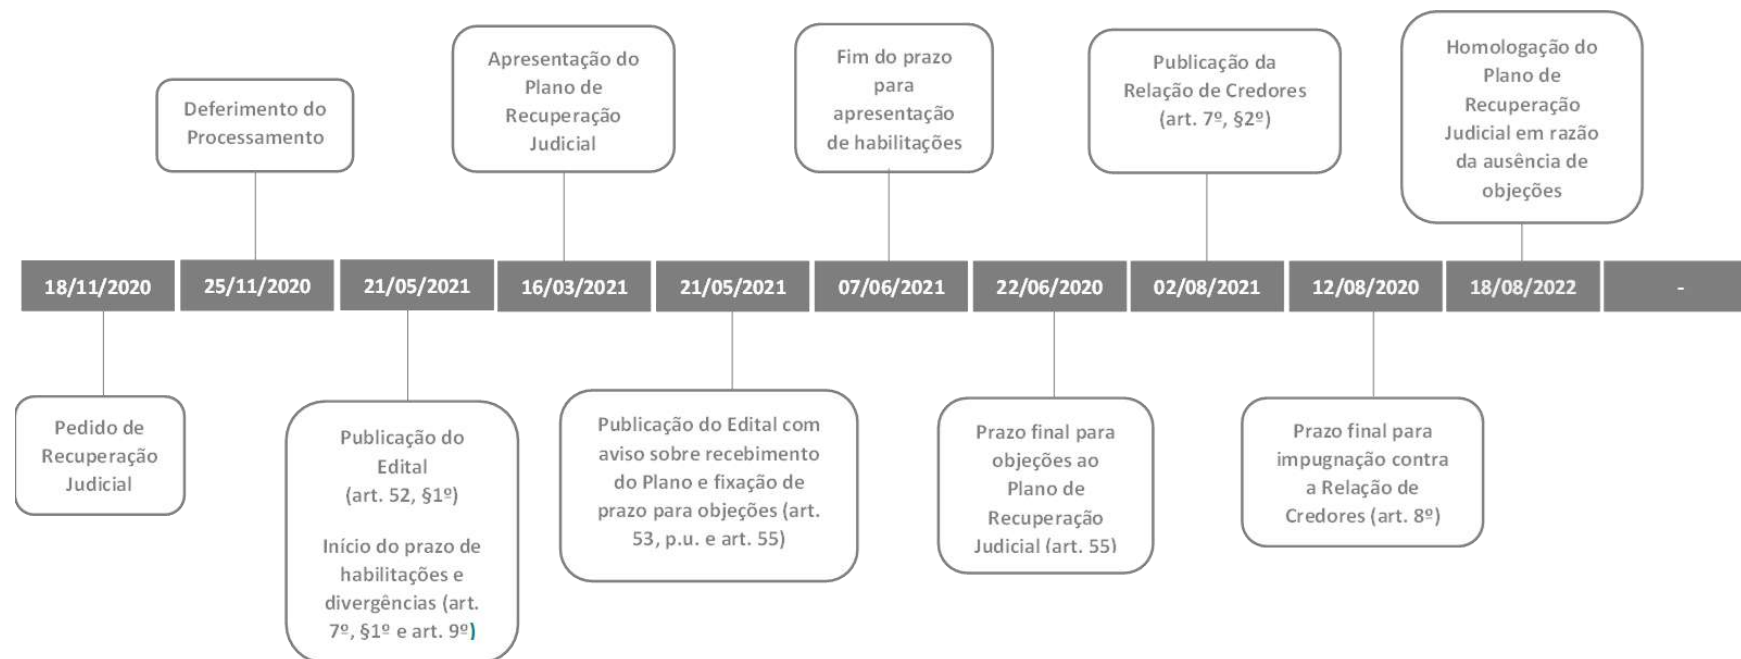 Deferimento do
Processamento
Apresentação do
Plano de
Recuperação
Judicial
Fim do prazo
para
apresentação
de habilitações
Publicação da
Relação de Credores
(art. 7º, §2º)
Homologação do
Plano de
Recuperação
Judicial em razão
da ausência de
objeções
18/11/2020
25/11/2020
21/05/2021
16/03/2021
21/05/2021
07/06/2021
22/06/2020
02/08/2021
12/08/2020
18/08/2022
-
Pedido de
Recuperação
Judicial
Publicação do
Edital
(art. 52, §1º)
Início do prazo de
habilitações e
divergências (art.
7º, §1º e art. 9º)
Publicação do Edital com
aviso sobre recebimento
do Plano e fixação de
prazo para objeções (art.
53, p.u. e art. 55)
Prazo final para
objeções ao
Plano de
Recuperação
Judicial (art. 55)
Prazo final para
impugnação contra
a Relação de
Credores (art. 8º)